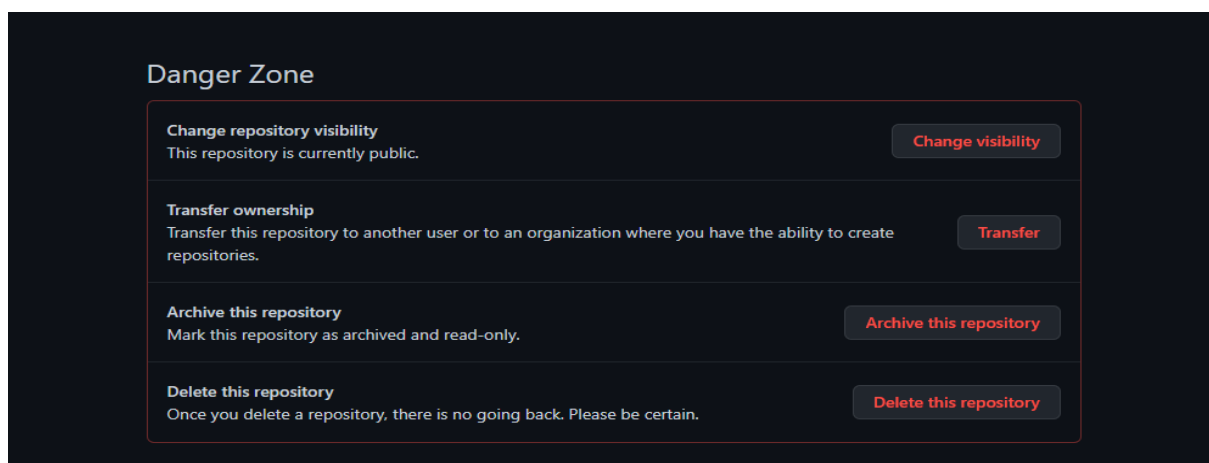 Danger Zone
Change repository visibility
This repository is currently public.
Change visibility
Transfer ownership
Transfer this repository to another user or to an organization where you have the ability to create
repositories.
Transfer
Archive this repository
Mark this repository as archived and read-only.
Archive this repository
Delete this repository
Once you delete a repository, there is no going back. Please be certain.
Delete this repository